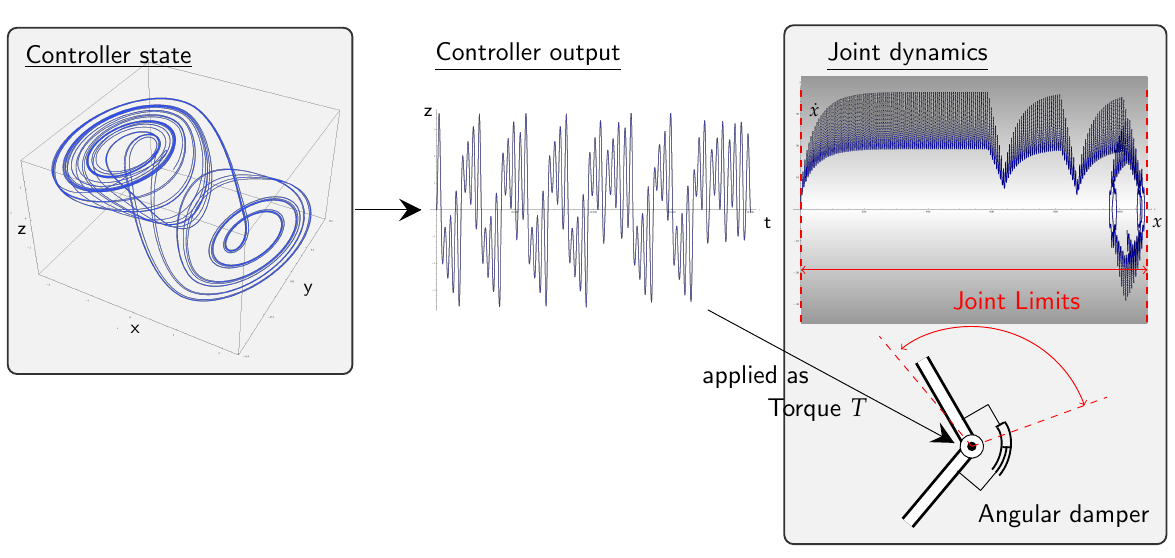 Controller state
z
x
y
Controller output
z
t
applied as
Torque T
Joint dynamics
ẋ
x
Joint Limits
Angular damper